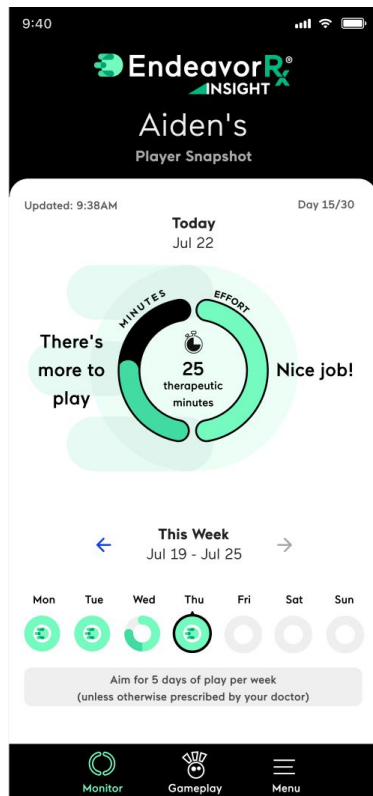 9:40
EndeavorRx®
INSIGHT
Aiden's
Player Snapshot
Updated: 9:38AM
Day 15/30
Today
Jul 22
MINUTES
EFFORT
There's
more to
play
25
therapeutic
minutes
Nice job!
This Week
Jul 19 - Jul 25
Mon Tue Wed Thu Fri Sat Sun
Aim for 5 days of play per week
(unless otherwise prescribed by your doctor)
Monitor Gameplay Menu